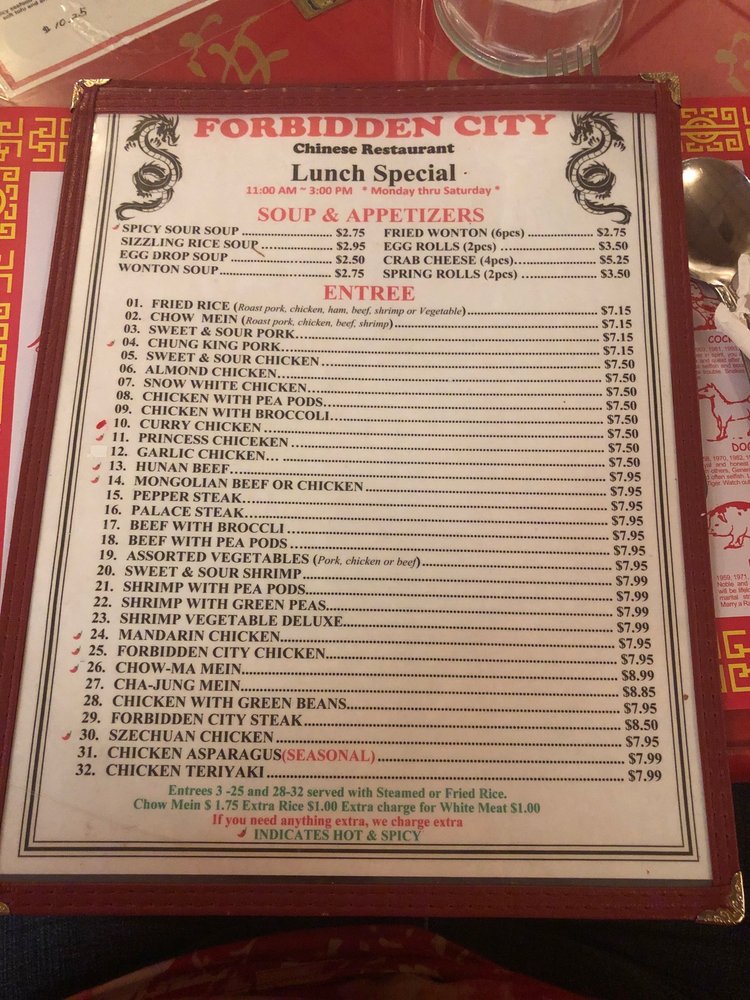 $ 10.25
FORBIDDEN CITY
Chinese Restaurant
Lunch Special
11:00 AM ~ 3:00 PM * Monday thru Saturday *
SOUP & APPETIZERS
SPICY SOUR SOUP ........ $2.75
SIZZLING RICE SOUP ........ $2.95
EGG DROP SOUP ........ $2.50
WONTON SOUP ........ $2.75
FRIED WONTON (6pcs) ........ $2.75
EGG ROLLS (2pcs) ........ $3.50
CRAB CHEESE (4pcs) ........ $5.25
SPRING ROLLS (2pcs) ........ $3.50
ENTREE
01. FRIED RICE (Roast pork, chicken, ham, beef, shrimp or Vegetable) ........ $7.15
02. CHOW MEIN (Roast pork, chicken, beef, shrimp) ........ $7.15
03. SWEET & SOUR PORK ........ $7.15
04. CHUNG KING PORK ........ $7.15
05. SWEET & SOUR CHICKEN ........ $7.50
06. ALMOND CHICKEN ........ $7.50
07. SNOW WHITE CHICKEN ........ $7.50
08. CHICKEN WITH PEA PODS ........ $7.50
09. CHICKEN WITH BROCCOLI ........ $7.50
10. CURRY CHICKEN ........ $7.50
11. PRINCESS CHICEKEN ........ $7.50
12. GARLIC CHICKEN ........ $7.50
13. HUNAN BEEF ........ $7.95
14. MONGOLIAN BEEF OR CHICKEN ........ $7.95
15. PEPPER STEAK ........ $7.95
16. PALACE STEAK ........ $7.95
17. BEEF WITH BROCCLI ........ $7.95
18. BEEF WITH PEA PODS ........ $7.95
19. ASSORTED VEGETABLES (Pork, chicken or beef) ........ $7.95
20. SWEET & SOUR SHRIMP ........ $7.99
21. SHRIMP WITH PEA PODS ........ $7.99
22. SHRIMP WITH GREEN PEAS ........ $7.99
23. SHRIMP VEGETABLE DELUXE ........ $7.99
24. MANDARIN CHICKEN ........ $7.95
25. FORBIDDEN CITY CHICKEN ........ $7.95
26. CHOW-MA MEIN ........ $8.99
27. CHA-JUNG MEIN ........ $8.85
28. CHICKEN WITH GREEN BEANS ........ $7.95
29. FORBIDDEN CITY STEAK ........ $8.50
30. SZECHUAN CHICKEN ........ $7.95
31. CHICKEN ASPARAGUS(SEASONAL) ........ $7.99
32. CHICKEN TERIYAKI ........ $7.99
Entrees 3 -25 and 28-32 served with Steamed or Fried Rice.
Chow Mein $ 1.75 Extra Rice $1.00 Extra charge for White Meat $1.00
If you need anything extra, we charge extra
INDICATES HOT & SPICY